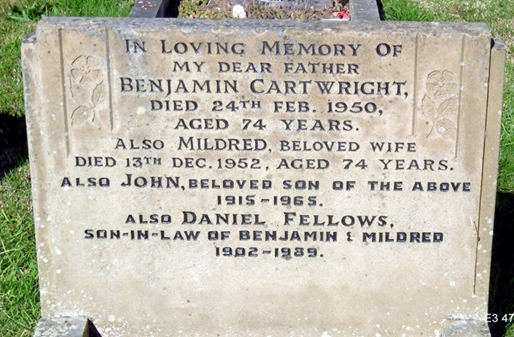 IN LOVING MEMORY OF
MY DEAR FATHER
BENJAMIN CARTWRIGHT,
DIED 24TH FEB. 1950,
AGED 74 YEARS.
ALSO MILDRED, BELOVED WIFE
DIED 13TH DEC. 1952, AGED 74 YEARS.
ALSO JOHN, BELOVED SON OF THE ABOVE
1915-1965.
ALSO DANIEL FELLOWS,
SON-IN-LAW OF BENJAMIN & MILDRED
1902-1989.
E3 47